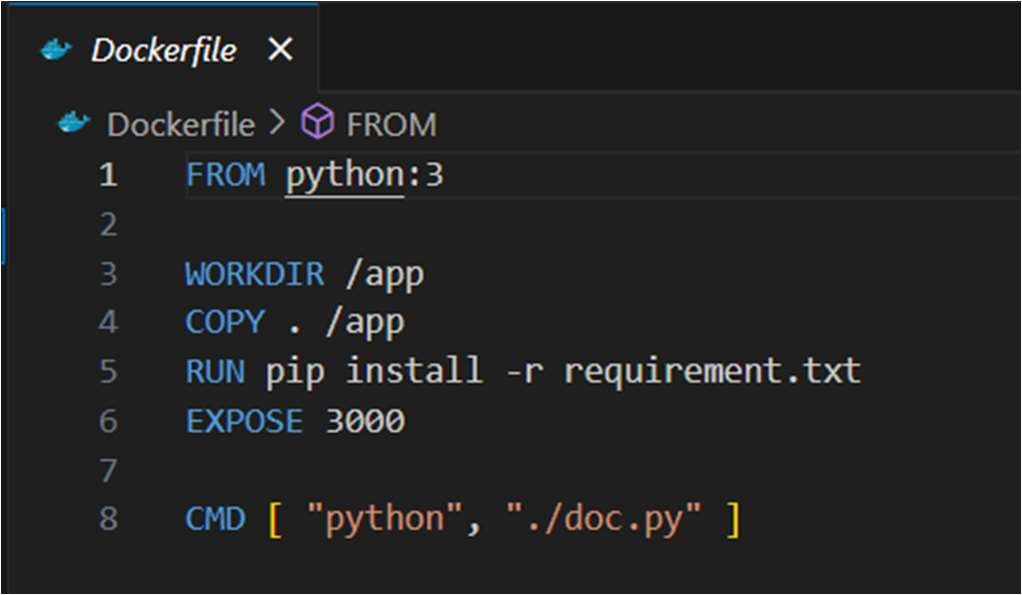 Dockerfile ✕
Dockerfile > FROM
1 FROM python:3
2
3 WORKDIR /app
4 COPY . /app
5 RUN pip install -r requirement.txt
6 EXPOSE 3000
7
8 CMD [ "python", "./doc.py" ]